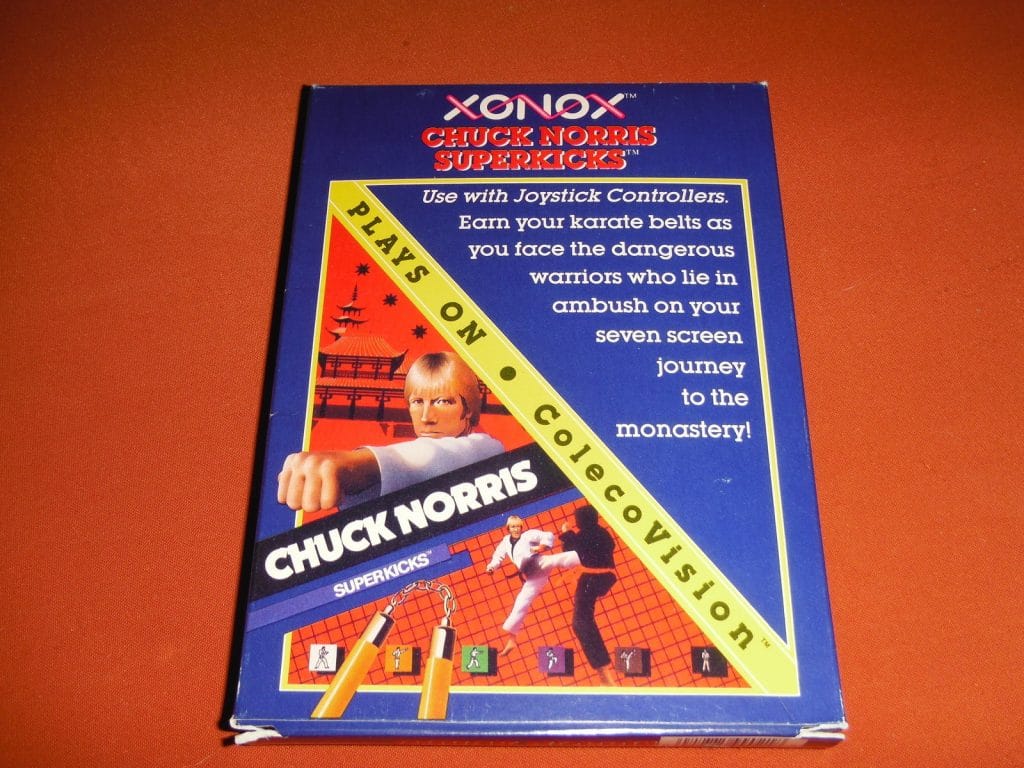 XONOX™
CHUCK NORRIS
SUPERKICKS™
Use with Joystick Controllers.
Earn your karate belts as
you face the dangerous
warriors who lie in
ambush on your
seven screen
journey
to the
monastery!
PLAYS ON • ColecoVision™
CHUCK NORRIS
SUPERKICKS™